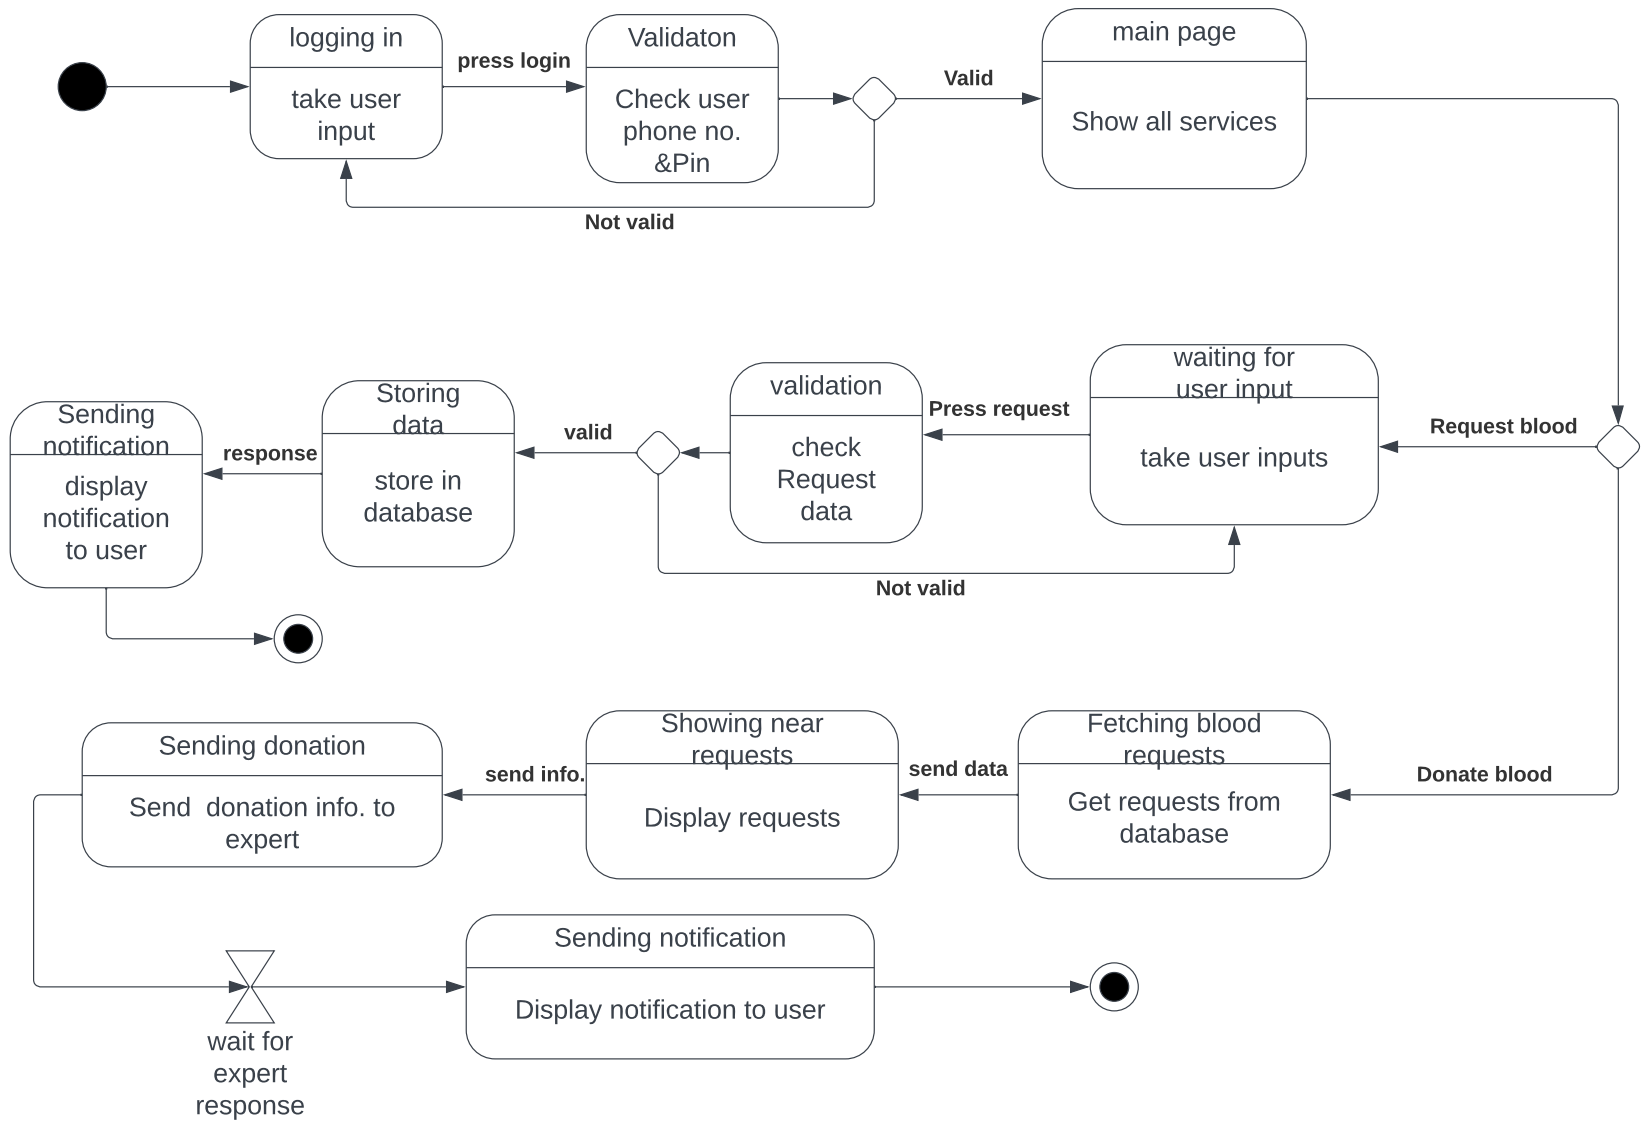 logging in
take user
input
press login
Validaton
Check user
phone no.
&Pin
Valid
main page
Show all services
Not valid
Sending
notification
display
notification
to user
response
Storing
data
store in
database
valid
validation
check
Request
data
Press request
waiting for
user input
take user inputs
Request blood
Not valid
Sending donation
Send  donation info. to
expert
send info.
Showing near
requests
Display requests
send data
Fetching blood
requests
Get requests from
database
Donate blood
wait for
expert
response
Sending notification
Display notification to user